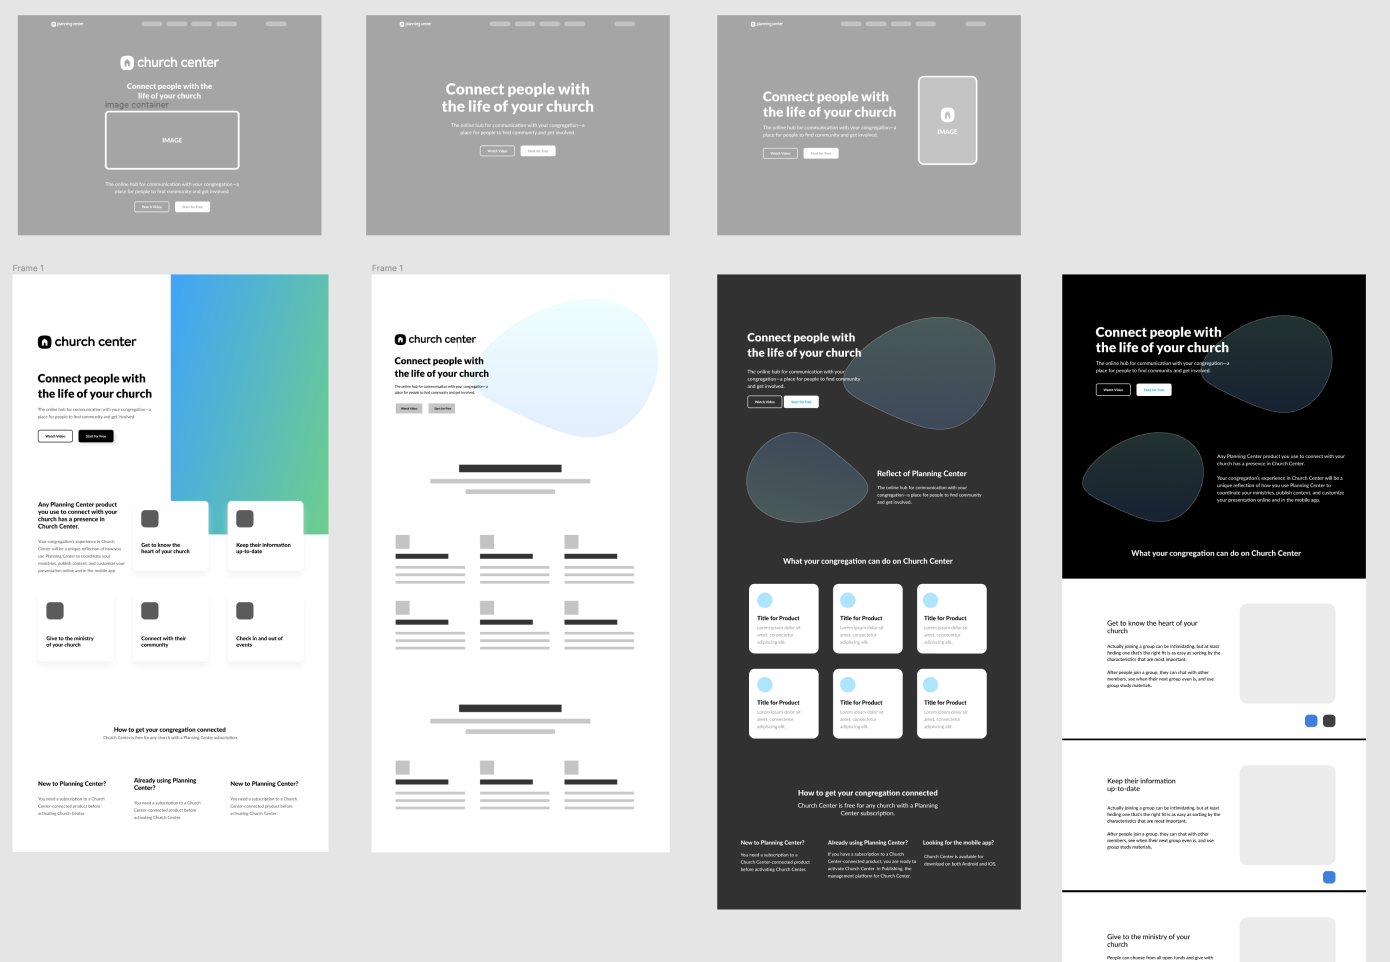 planning center
church center
Connect people with the
life of your church
Image container
IMAGE
The online hub for communication with your congregation—a
place for people to find community and get involved.
Watch Video
Start for Free
planning center
Connect people with
the life of your church
The online hub for communication with your congregation—a
place for people to find community and get involved.
Watch Video
Start for Free
planning center
Connect people with
the life of your church
The online hub for communication with your congregation—a
place for people to find community and get involved.
Watch Video
Start for Free
IMAGE
Frame 1
church center
Connect people with
the life of your church
The online hub for communication with your congregation—a
place for people to find community and get involved.
Watch Video
Start for Free
Any Planning Center product
you use to connect with your
church has a presence in
Church Center.
Your congregation's experience in Church
Center will be a unique reflection of how you
use Planning Center to coordinate your
ministries, publish content, and customize your
presentation online and in the mobile app.
Get to know the
heart of your church
Keep their information
up-to-date
Give to the ministry
of your church
Connect with their
community
Check in and out of
events
How to get your congregation connected
Church Center is free for any church with a Planning Center subscription.
New to Planning Center?
You need a subscription to a Church
Center-connected product before
activating Church Center.
Already using Planning
Center?
You need a subscription to a Church
Center-connected product before
activating Church Center.
New to Planning Center?
You need a subscription to a Church
Center-connected product before
activating Church Center.
Frame 1
church center
Connect people with
the life of your church
The online hub for communication with your congregation—a
place for people to find community and get involved.
Watch Video
Start for Free
Connect people with
the life of your church
The online hub for communication with your
congregation—a place for people to find community
and get involved.
Watch Video
Start for Free
Reflect of Planning Center
The online hub for communication with your
congregation—a place for people to find community
and get involved.
What your congregation can do on Church Center
Title for Product
Lorem ipsum dolor sit
amet, consectetur
adipiscing elit.
Title for Product
Lorem ipsum dolor sit
amet, consectetur
adipiscing elit.
Title for Product
Lorem ipsum dolor sit
amet, consectetur
adipiscing elit.
Title for Product
Lorem ipsum dolor sit
amet, consectetur
adipiscing elit.
Title for Product
Lorem ipsum dolor sit
amet, consectetur
adipiscing elit.
Title for Product
Lorem ipsum dolor sit
amet, consectetur
adipiscing elit.
How to get your congregation connected
Church Center is free for any church with a Planning
Center subscription.
New to Planning Center?
You need a subscription to a
Church Center-connected product
before activating Church Center.
Already using Planning Center?
If you have a subscription to a Church
Center-connected product, you are ready to
activate Church Center in Publishing, the
management platform for Church Center.
Looking for the mobile app?
Church Center is available for
download on both Android and iOS.
Connect people with
the life of your church
The online hub for communication with your congregation—a
place for people to find community and get involved.
Watch Video
Start for Free
Any Planning Center product you use to connect with your
church has a presence in Church Center.
Your congregation's experience in Church Center will be a
unique reflection of how you use Planning Center to
coordinate your ministries, publish content, and customize
your presentation online and in the mobile app.
What your congregation can do on Church Center
Get to know the heart of your
church
Actually joining a group can be intimidating, but at least
finding one that's the right fit is as easy as sorting by the
characteristics that are most important.
After people join a group, they can chat with other
members, see when their next group even is, and use
group study materials.
Keep their information
up-to-date
Actually joining a group can be intimidating, but at least
finding one that's the right fit is as easy as sorting by the
characteristics that are most important.
After people join a group, they can chat with other
members, see when their next group even is, and use
group study materials.
Give to the ministry of your
church
People can choose from all open funds and give with